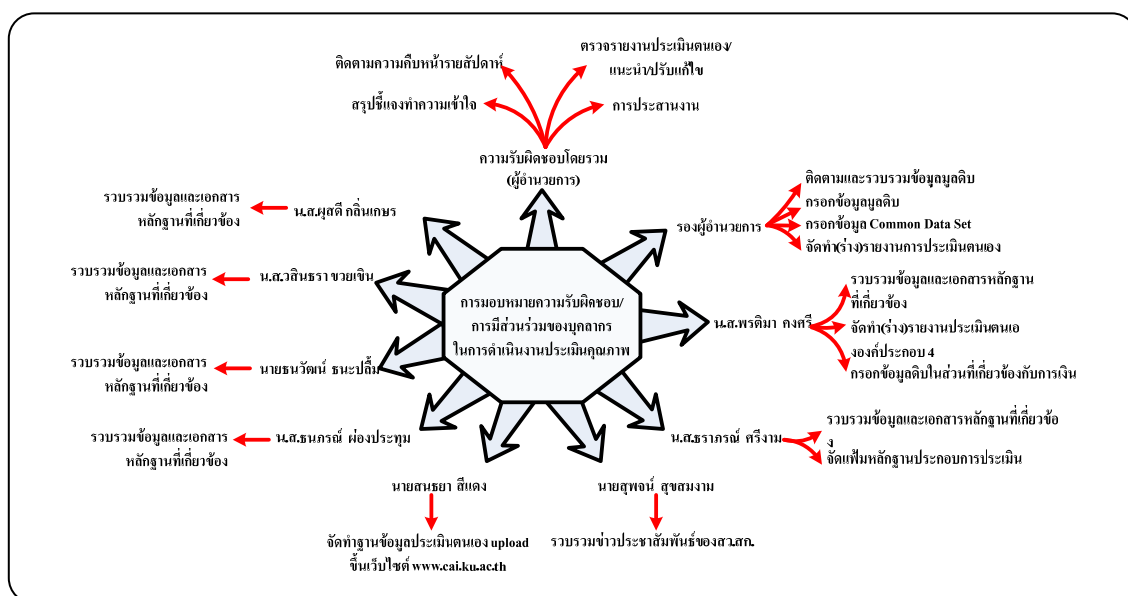 ติดตามความคืบหน้ารายสัปดาห์
ตรวจรายงานประเมินตนเอง/
แนะนำ/ปรับแก้ไข
สรุปชี้แจงทำความเข้าใจ
การประสานงาน
ความรับผิดชอบโดยรวม
(ผู้อำนวยการ)
รวบรวมข้อมูลและเอกสาร
หลักฐานที่เกี่ยวข้อง
น.ส.ผุสดี กลิ่นเกษร
รองผู้อำนวยการ
ติดตามและรวบรวมข้อมูลมูลดิบ
กรอกข้อมูลมูลดิบ
กรอกข้อมูล Common Data Set
จัดทำ(ร่าง)รายงานการประเมินตนเอง
รวบรวมข้อมูลและเอกสาร
หลักฐานที่เกี่ยวข้อง
น.ส.วสินธรา ขวยเขิน
การมอบหมายความรับผิดชอบ/
การมีส่วนร่วมของบุคลากร
ในการดำเนินงานประเมินคุณภาพ
น.ส.พรติมา คงศรี
รวบรวมข้อมูลและเอกสารหลักฐาน
ที่เกี่ยวข้อง
จัดทำ(ร่าง)รายงานประเมินตนเอ
งองค์ประกอบ 4
กรอกข้อมูลดิบในส่วนที่เกี่ยวข้องกับการเงิน
รวบรวมข้อมูลและเอกสาร
หลักฐานที่เกี่ยวข้อง
นายธนวัฒน์ ธนะปลื้ม
รวบรวมข้อมูลและเอกสาร
หลักฐานที่เกี่ยวข้อง
น.ส.ธนภรณ์ ผ่องประทุม
น.ส.ธราภรณ์ ศรีงาม
รวบรวมข้อมูลและเอกสารหลักฐานที่เกี่ยวข้อ
ง
จัดแฟ้มหลักฐานประกอบการประเมิน
นายสนธยา สีแดง
นายสุพจน์ สุขสมงาม
จัดทำฐานข้อมูลประเมินตนเอง upload
ขึ้นเว็บไซต์ www.cai.ku.ac.th
รวบรวมข่าวประชาสัมพันธ์ของสว.สก.